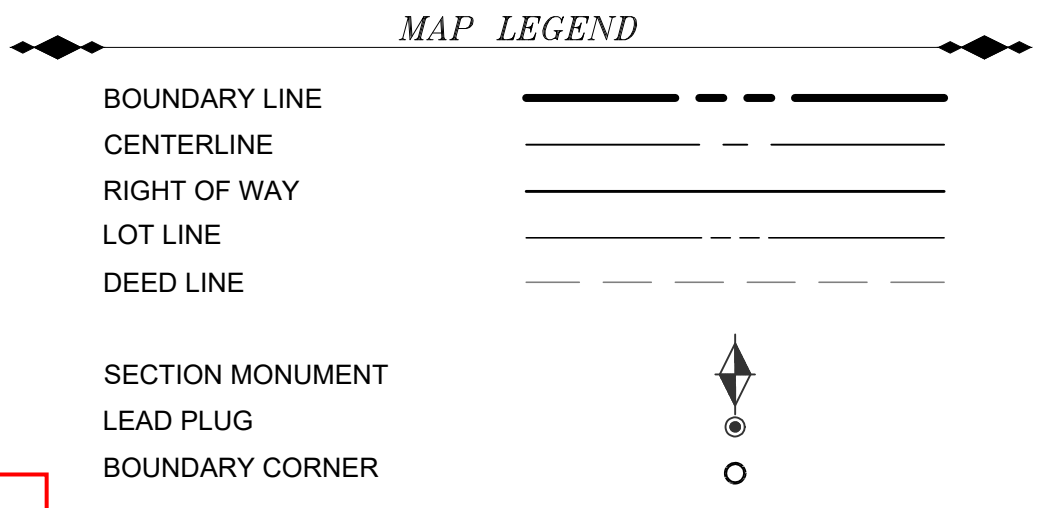 MAP LEGEND
BOUNDARY LINE
CENTERLINE
RIGHT OF WAY
LOT LINE
DEED LINE
SECTION MONUMENT
LEAD PLUG
BOUNDARY CORNER